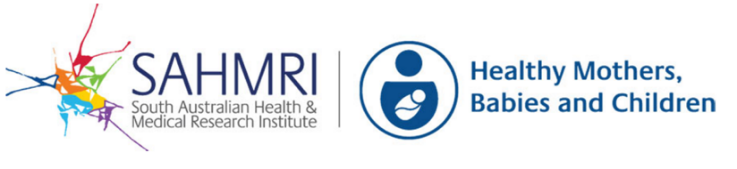 SAHMRI
South Australian Health &
Medical Research Institute
Healthy Mothers,
Babies and Children